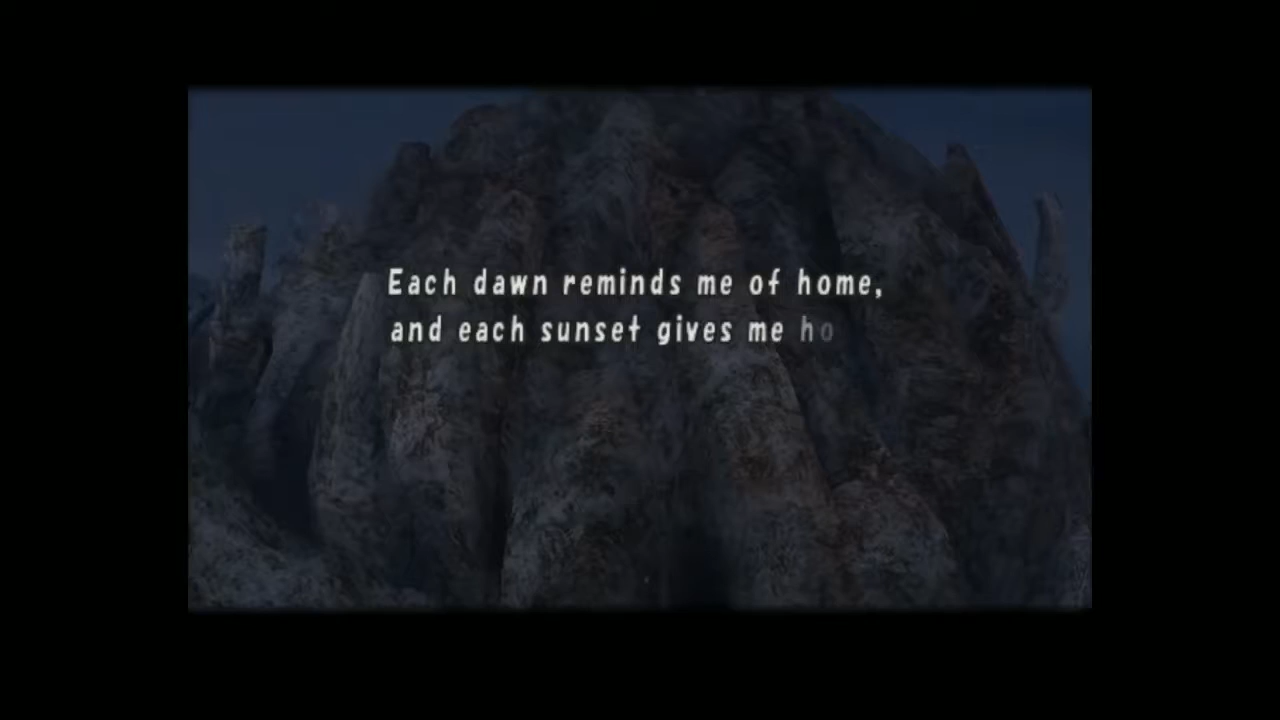 Each dawn reminds me of home,
and each sunset gives me ho